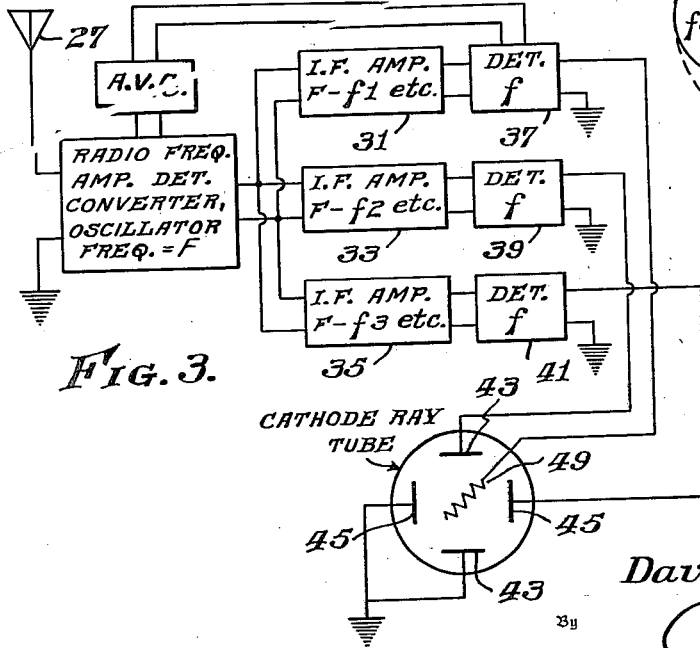 27
A.V.C.
RADIO FREQ.
AMP. DET.
CONVERTER,
OSCILLATOR
FREQ. = F
I.F. AMP.
F-f1 etc.
31
DET.
f
37
I.F. AMP.
F-f2 etc.
33
DET.
f
39
I.F. AMP.
F-f3 etc.
35
DET.
f
41
FIG. 3.
CATHODE RAY
TUBE
43
49
45
45
43
f
Dav
By